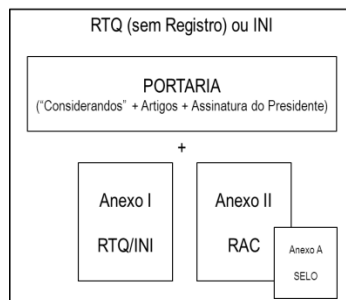 RTQ (sem Registro) ou INI
PORTARIA
(“Considerandos” + Artigos + Assinatura do Presidente)
+
Anexo I
RTQ/INI
Anexo II
RAC
Anexo A
SELO